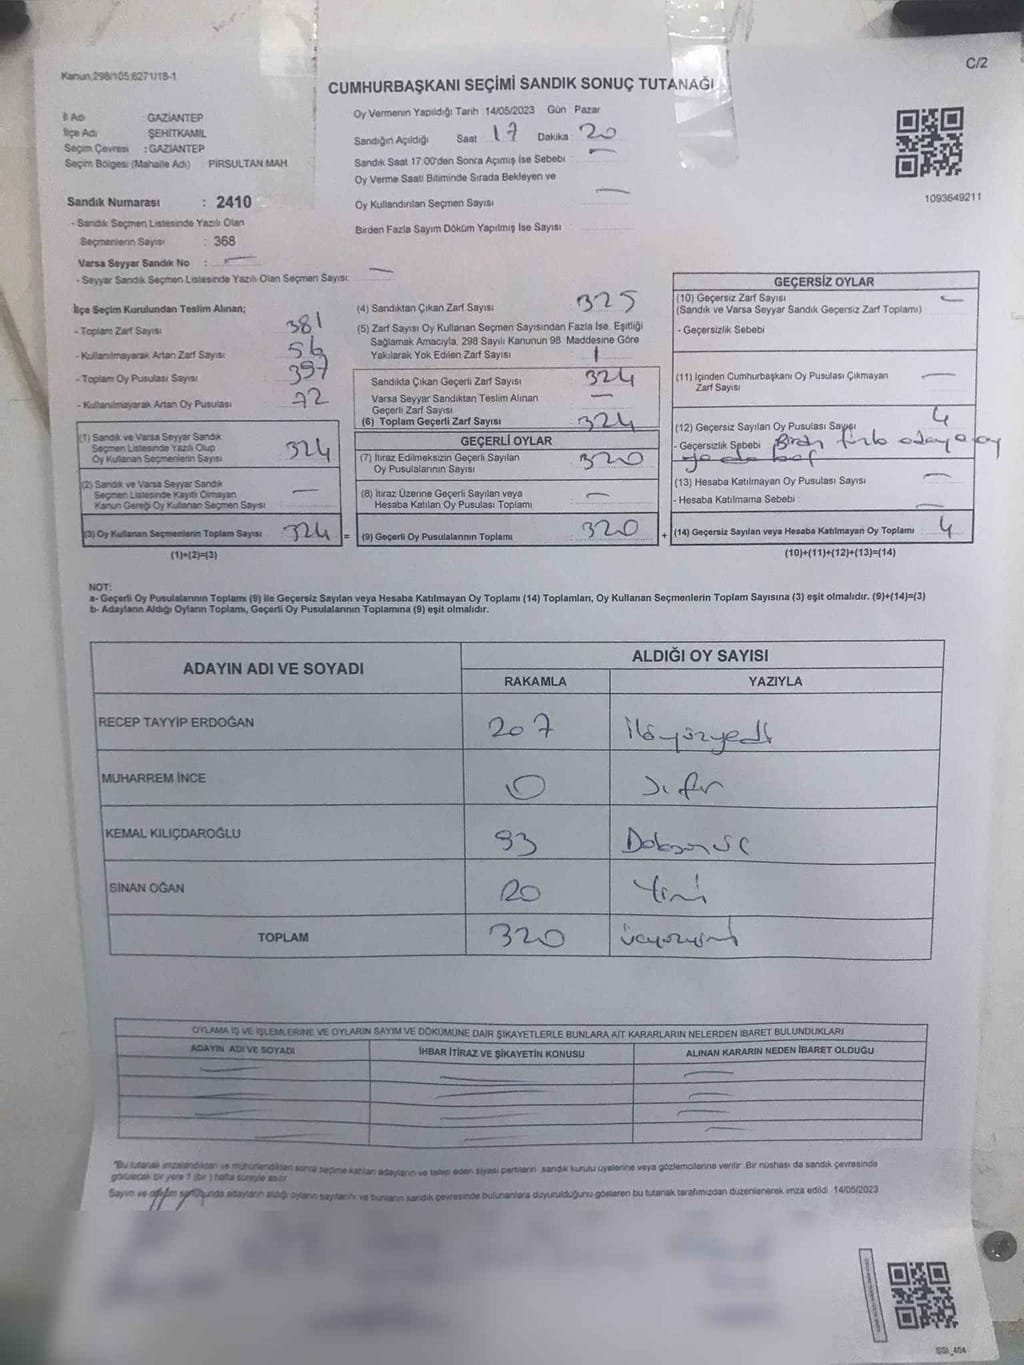 C/2
Kanun,298/105;6271/18-1
CUMHURBAŞKANI SEÇİMİ SANDIK SONUÇ TUTANAĞI
İl Adı : GAZİANTEP
İlçe Adı ŞEHİTKAMİL
Seçim Çevresi : GAZİANTEP
Seçim Bölgesi (Mahalle Adı) PİRSULTAN MAH
Sandık Numarası : 2410
- Sandık Seçmen Listesinde Yazılı Olan
Seçmenlerin Sayısı : 368
Varsa Seyyar Sandık No : —
- Seyyar Sandık Seçmen Listesinde Yazılı Olan Seçmen Sayısı: —
Oy Vermenin Yapıldığı Tarih 14/05/2023 Gün Pazar
Sandığın Açıldığı Saat 17 Dakika 20
Sandık Saat 17:00'den Sonra Açımış İse Sebebi —
Oy Verme Saati Bitiminde Sırada Bekleyen ve
Oy Kullandırılan Seçmen Sayısı —
Birden Fazla Sayım Döküm Yapılmış İse Sayısı
1093649211
İlçe Seçim Kurulundan Teslim Alınan;
- Toplam Zarf Sayısı 381
- Kullanılmayarak Artan Zarf Sayısı 56
- Toplam Oy Pusulası Sayısı 397
- Kullanılmayarak Artan Oy Pusulası 72
(1) Sandık ve Varsa Seyyar Sandık
Seçmen Listesinde Yazılı Olup
Oy Kullanan Seçmenlerin Sayısı 324
(2) Sandık ve Varsa Seyyar Sandık
Seçmen Listesinde Kayıtlı Olmayan
Kanun Gereği Oy Kullanan Seçmen Sayısı —
(3) Oy Kullanan Seçmenlerin Toplam Sayısı 324 =
(1)+(2)=(3)
(4) Sandıktan Çıkan Zarf Sayısı 325
(5) Zarf Sayısı Oy Kullanan Seçmen Sayısından Fazla İse, Eşitliği
Sağlamak Amacıyla, 298 Sayılı Kanunun 98 Maddesine Göre
Yakılarak Yok Edilen Zarf Sayısı 1
Sandıkta Çıkan Geçerli Zarf Sayısı 324
Varsa Seyyar Sandıktan Teslim Alınan
Geçerli Zarf Sayısı —
(6) Toplam Geçerli Zarf Sayısı 324
GEÇERLİ OYLAR
(7) İtiraz Edilmeksizin Geçerli Sayılan
Oy Pusulalarının Sayısı 320
(8) İtiraz Üzerine Geçerli Sayılan veya
Hesaba Katılan Oy Pusulası Toplamı —
(9) Geçerli Oy Pusulalarının Toplamı 320 +
GEÇERSİZ OYLAR
(10) Geçersiz Zarf Sayısı —
(Sandık ve Varsa Seyyar Sandık Geçersiz Zarf Toplamı)
- Geçersizlik Sebebi
(11) İçinden Cumhurbaşkanı Oy Pusulası Çıkmayan
Zarf Sayısı —
(12) Geçersiz Sayılan Oy Pusulası Sayısı 4
- Geçersizlik Sebebi
(13) Hesaba Katılmayan Oy Pusulası Sayısı —
- Hesaba Katılmama Sebebi
(14) Geçersiz Sayılan veya Hesaba Katılmayan Oy Toplamı 4
(10)+(11)+(12)+(13)=(14)
NOT:
a- Geçerli Oy Pusulalarının Toplamı (9) ile Geçersiz Sayılan veya Hesaba Katılmayan Oy Toplamı (14) Toplamları, Oy Kullanan Seçmenlerin Toplam Sayısına (3) eşit olmalıdır. (9)+(14)=(3)
b- Adayların Aldığı Oyların Toplamı, Geçerli Oy Pusulalarının Toplamına (9) eşit olmalıdır.
ADAYIN ADI VE SOYADI ALDIĞI OY SAYISI
RAKAMLA YAZIYLA
RECEP TAYYİP ERDOĞAN 207 ikiyüzyedi
MUHARREM İNCE 0 sıfır
KEMAL KILIÇDAROĞLU 93 Doksanüç
SİNAN OĞAN 20 Yirmi
TOPLAM 320 üçyüzyirmi
OYLAMA İŞ VE İŞLEMLERİNE VE OYLARIN SAYIM VE DÖKÜMÜNE DAİR ŞİKAYETLERLE BUNLARA AİT KARARLARIN NELERDEN İBARET BULUNDUKLARI
ADAYIN ADI VE SOYADI İHBAR İTİRAZ VE ŞİKAYETİN KONUSU ALINAN KARARIN NEDEN İBARET OLDUĞU
"Bu tutanak imzalandıktan ve mühürlendikten sonra seçime katılan adayların ve talep eden siyasi partilerin sandık kurulu üyelerine veya gözlemcilerine verilir. Bir nüshası da sandık çevresinde
görülecek bir yere 1 (bir ) hafta süreyle asılır
Sayım ve döküm sonucunda adayların aldığı oyların sayılarını ve bunların sandık çevresinde bulunanlara duyurulduğunu gösteren bu tutanak tarafımızdan düzenlenerek imza edildi. 14/05/2023
SSI_404